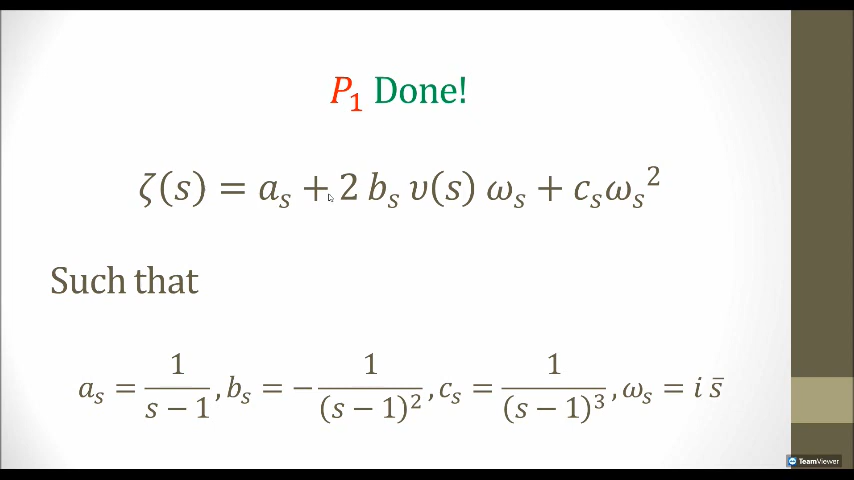 P₁ Done!
ζ(s) = aₛ + 2 bₛ υ(s) ωₛ + cₛωₛ²
Such that
aₛ = 1/(s − 1), bₛ = − 1/(s − 1)², cₛ = 1/(s − 1)³, ωₛ = i s̄
TeamViewer